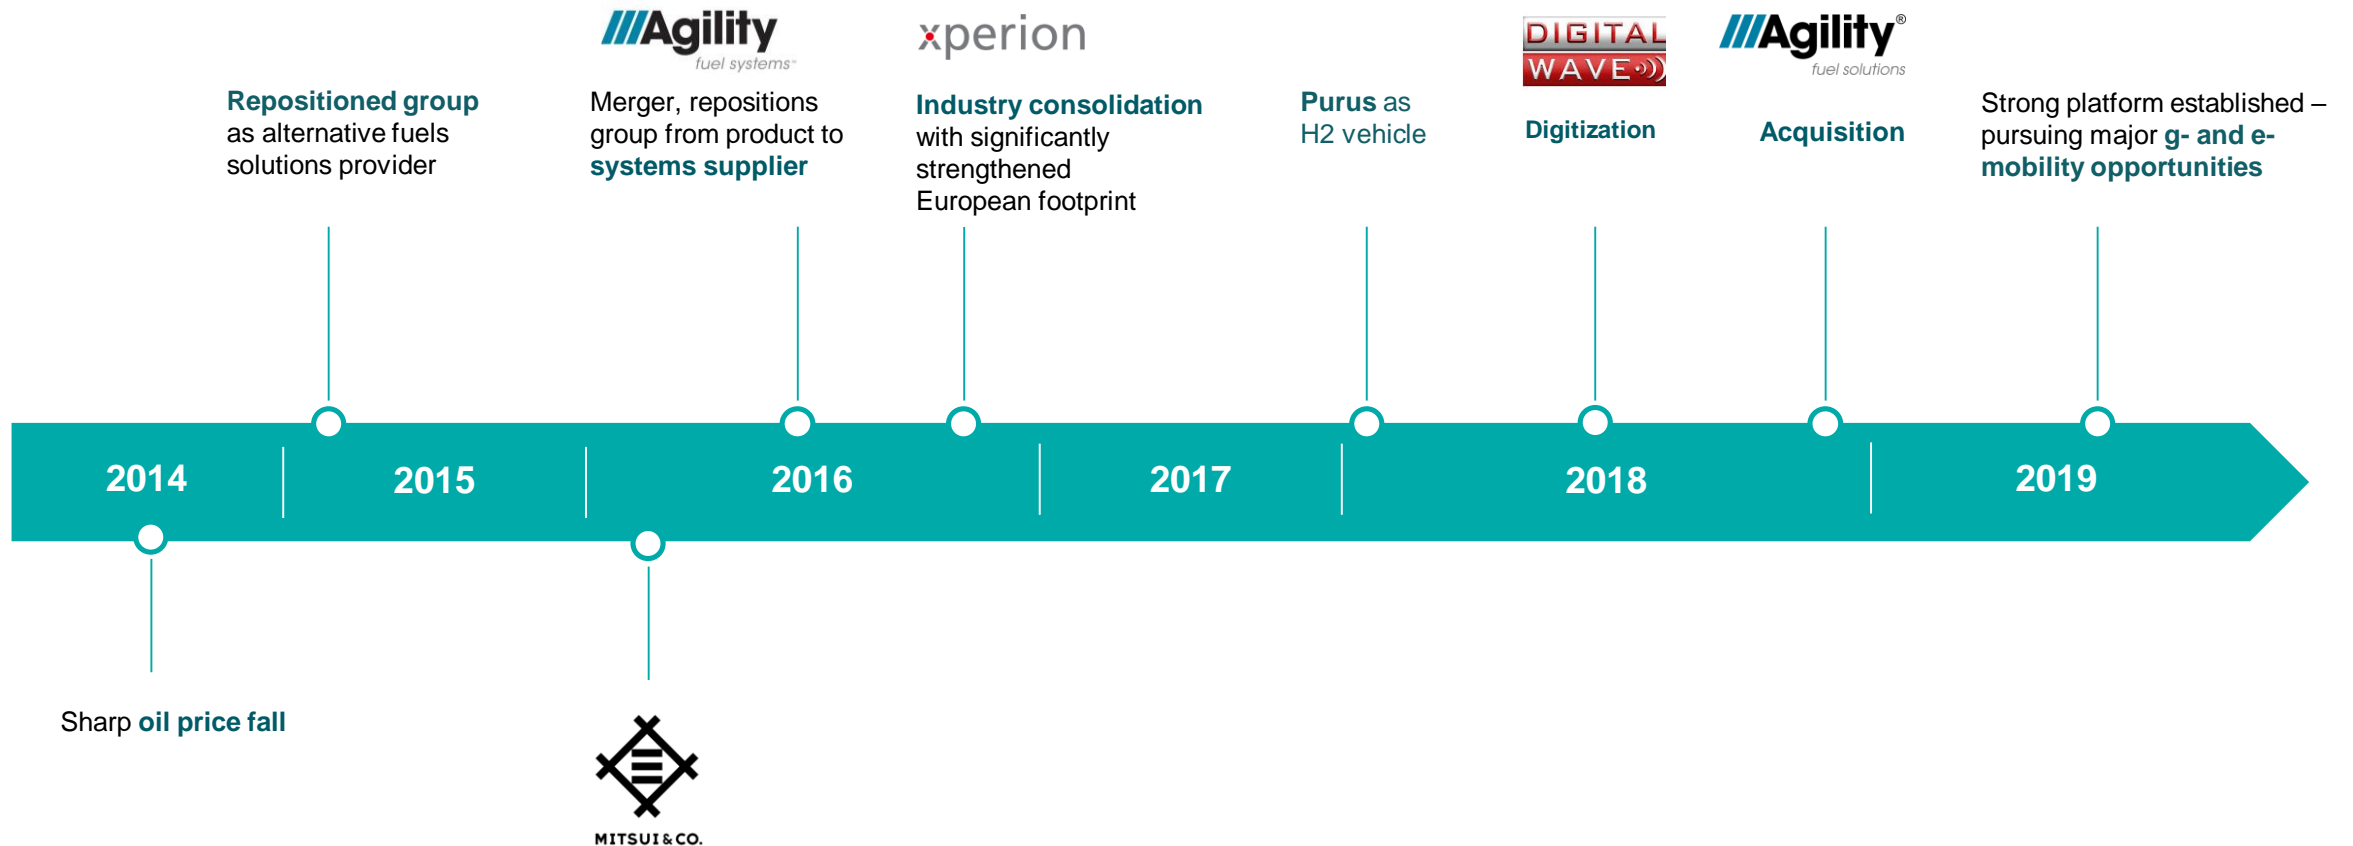 Agility
fuel systems™
Merger, repositions
group from product to
systems supplier
xperion
Industry consolidation
with significantly
strengthened
European footprint
DIGITAL
WAVE
Digitization
Agility®
fuel solutions
Acquisition
Repositioned group
as alternative fuels
solutions provider
Purus as
H2 vehicle
Strong platform established –
pursuing major g- and e-
mobility opportunities
2014
2015
2016
2017
2018
2019
Sharp oil price fall
MITSUI & CO.